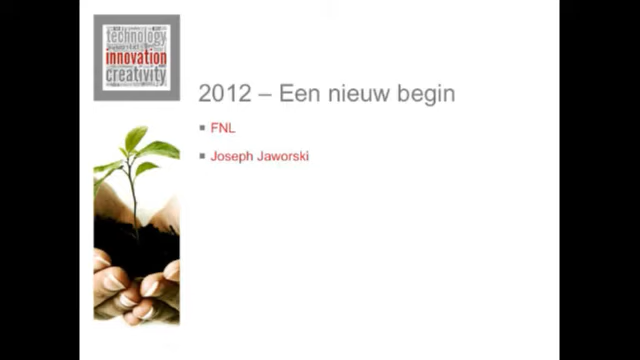 technology
innovation
creativity
2012 – Een nieuw begin
FNL
Joseph Jaworski